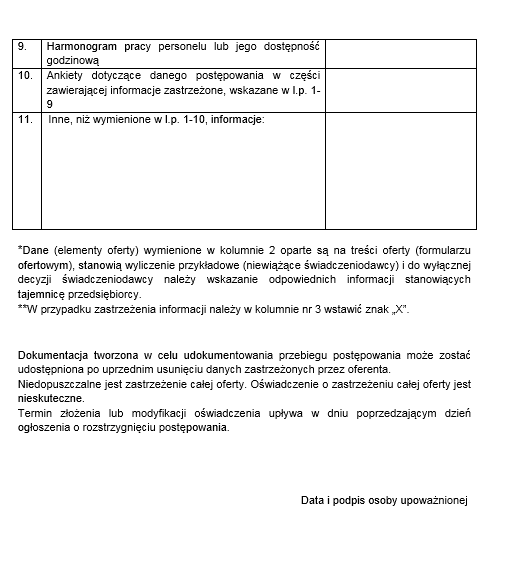 9. Harmonogram pracy personelu lub jego dostępność
godzinową
10. Ankiety dotyczące danego postępowania w części
zawierającej informacje zastrzeżone, wskazane w l.p. 1-
9
11. Inne, niż wymienione w l.p. 1-10, informacje:
*Dane (elementy oferty) wymienione w kolumnie 2 oparte są na treści oferty (formularzu
ofertowym), stanowią wyliczenie przykładowe (niewiążące świadczeniodawcy) i do wyłącznej
decyzji świadczeniodawcy należy wskazanie odpowiednich informacji stanowiących
tajemnicę przedsiębiorcy.
**W przypadku zastrzeżenia informacji należy w kolumnie nr 3 wstawić znak „X”.
Dokumentacja tworzona w celu udokumentowania przebiegu postępowania może zostać
udostępniona po uprzednim usunięciu danych zastrzeżonych przez oferenta.
Niedopuszczalne jest zastrzeżenie całej oferty. Oświadczenie o zastrzeżeniu całej oferty jest
nieskuteczne.
Termin złożenia lub modyfikacji oświadczenia upływa w dniu poprzedzającym dzień
ogłoszenia o rozstrzygnięciu postępowania.
Data i podpis osoby upoważnionej